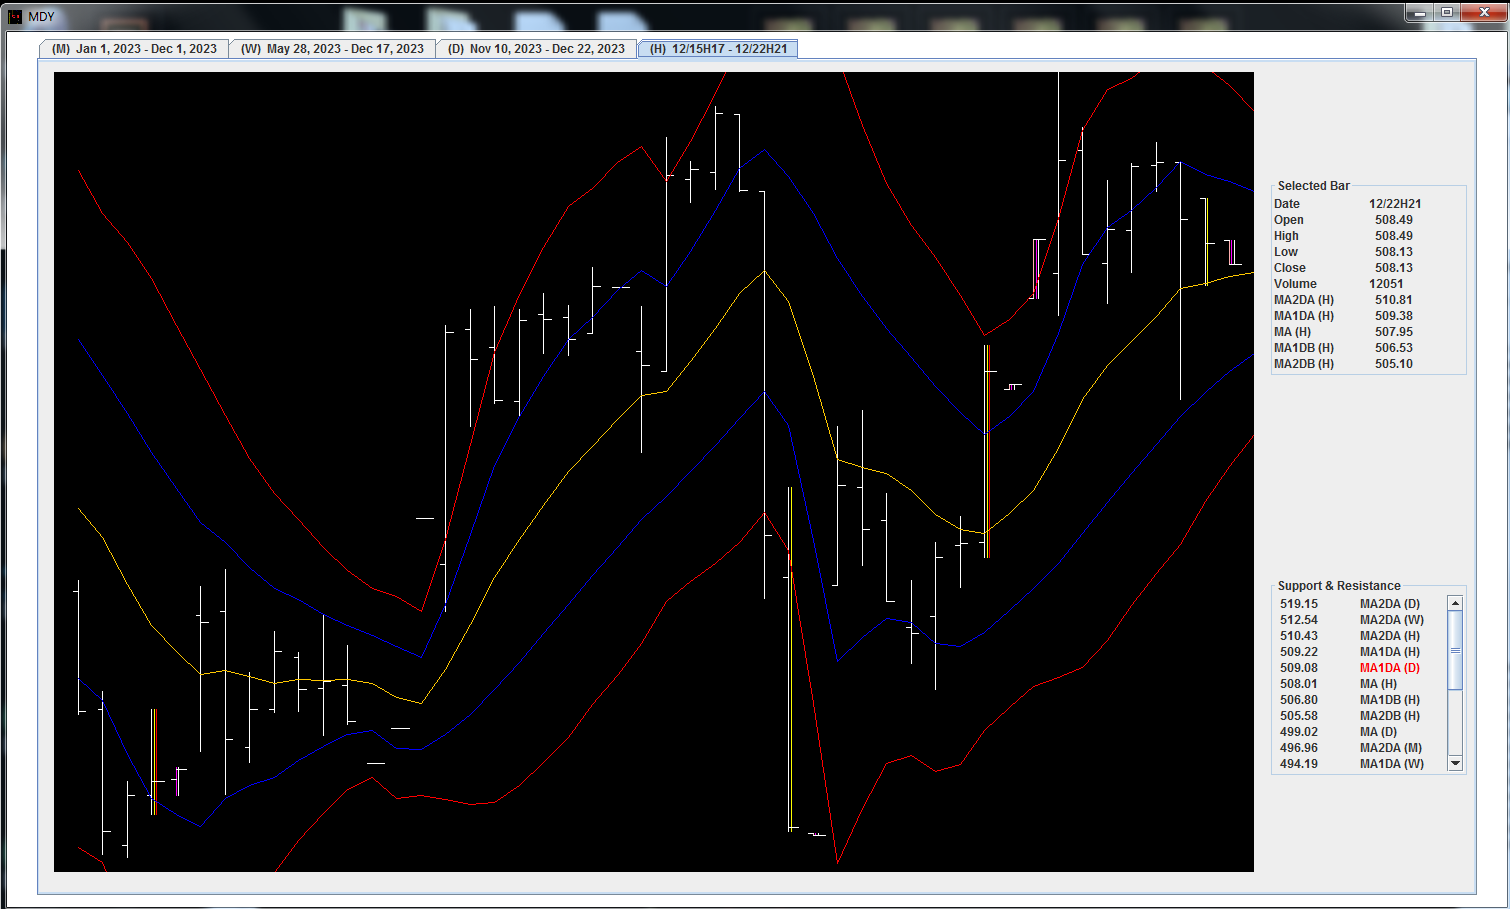 MDY
(M) Jan 1, 2023 - Dec 1, 2023 (W) May 28, 2023 - Dec 17, 2023 (D) Nov 10, 2023 - Dec 22, 2023 (H) 12/15H17 - 12/22H21
Selected Bar
Date 12/22H21
Open 508.49
High 508.49
Low 508.13
Close 508.13
Volume 12051
MA2DA (H) 510.81
MA1DA (H) 509.38
MA (H) 507.95
MA1DB (H) 506.53
MA2DB (H) 505.10
Support & Resistance
519.15 MA2DA (D)
512.54 MA2DA (W)
510.43 MA2DA (H)
509.22 MA1DA (H)
509.08 MA1DA (D)
508.01 MA (H)
506.80 MA1DB (H)
505.58 MA2DB (H)
499.02 MA (D)
496.96 MA2DA (M)
494.19 MA1DA (W)